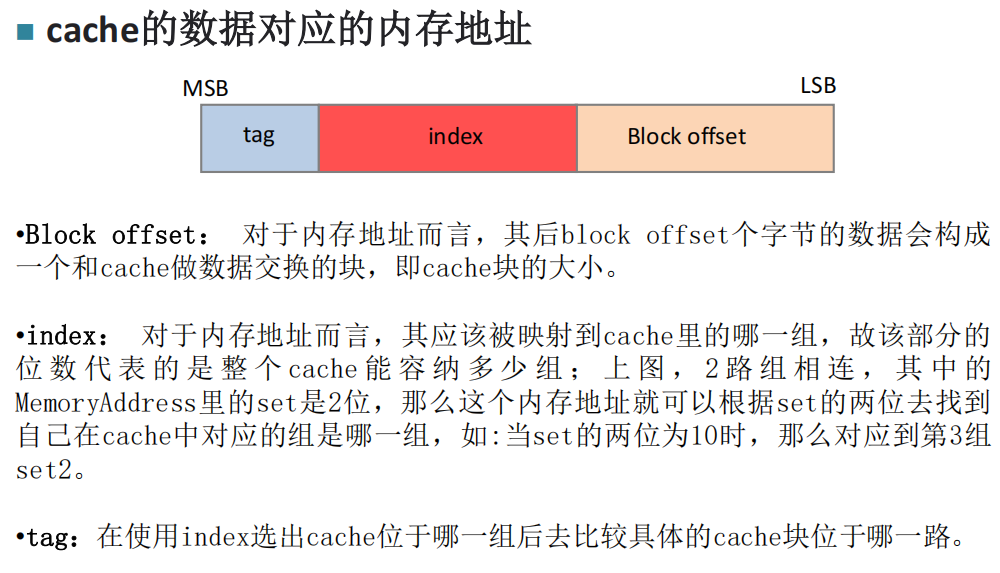 cache的数据对应的内存地址
MSB
LSB
tag
index
Block offset
•Block offset： 对于内存地址而言，其后block offset个字节的数据会构成
一个和cache做数据交换的块，即cache块的大小。
•index： 对于内存地址而言，其应该被映射到cache里的哪一组，故该部分的
位数代表的是整个cache能容纳多少组；上图，2路组相连，其中的
MemoryAddress里的set是2位，那么这个内存地址就可以根据set的两位去找到
自己在cache中对应的组是哪一组，如:当set的两位为10时，那么对应到第3组
set2。
•tag：在使用index选出cache位于哪一组后去比较具体的cache块位于哪一路。